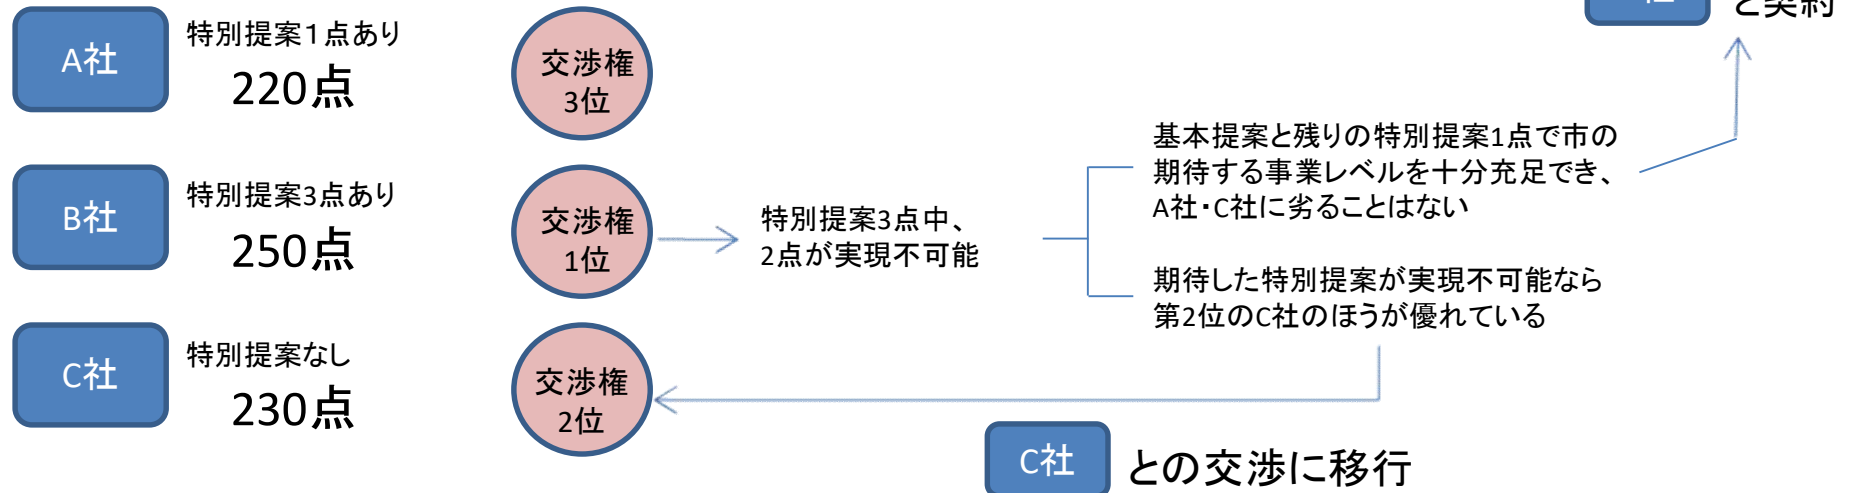 と契約
A社
特別提案1点あり
220点
交渉権
3位
B社
特別提案3点あり
250点
交渉権
1位
特別提案3点中、
2点が実現不可能
基本提案と残りの特別提案1点で市の
期待する事業レベルを十分充足でき、
A社・C社に劣ることはない
期待した特別提案が実現不可能なら
第2位のC社のほうが優れている
C社
特別提案なし
230点
交渉権
2位
C社 との交渉に移行